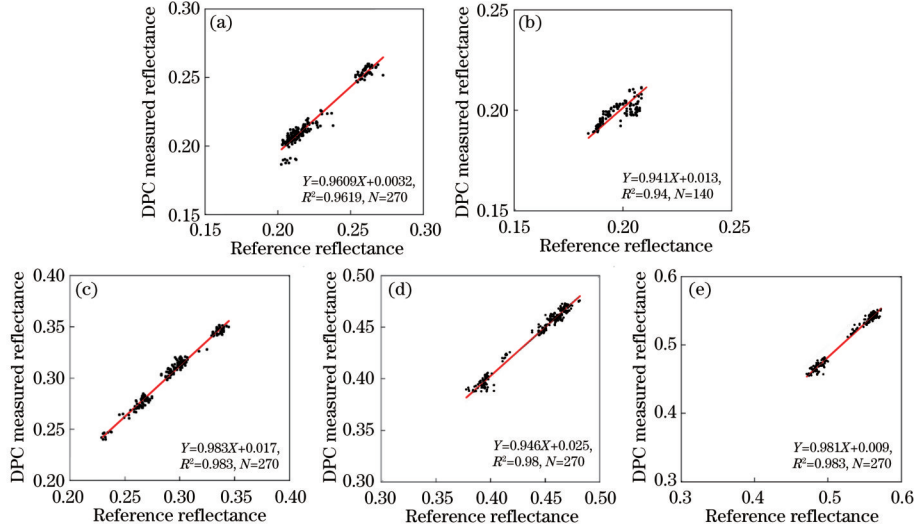 (a)
DPC measured reflectance
0.30
0.25
0.20
0.15
Y=0.9609X+0.0032,
R²=0.9619, N=270
0.15 0.20 0.25 0.30
Reference reflectance
(b)
DPC measured reflectance
0.25
0.20
0.15
Y=0.941X+0.013,
R²=0.94, N=140
0.15 0.20 0.25
Reference reflectance
(c)
DPC measured reflectance
0.40
0.35
0.30
0.25
0.20
Y=0.983X+0.017,
R²=0.983, N=270
0.20 0.25 0.30 0.35 0.40
Reference reflectance
(d)
DPC measured reflectance
0.50
0.45
0.40
0.35
0.30
Y=0.946X+0.025,
R²=0.98, N=270
0.30 0.35 0.40 0.45 0.50
Reference reflectance
(e)
DPC measured reflectance
0.6
0.5
0.4
0.3
Y=0.981X+0.009,
R²=0.983, N=270
0.3 0.4 0.5 0.6
Reference reflectance